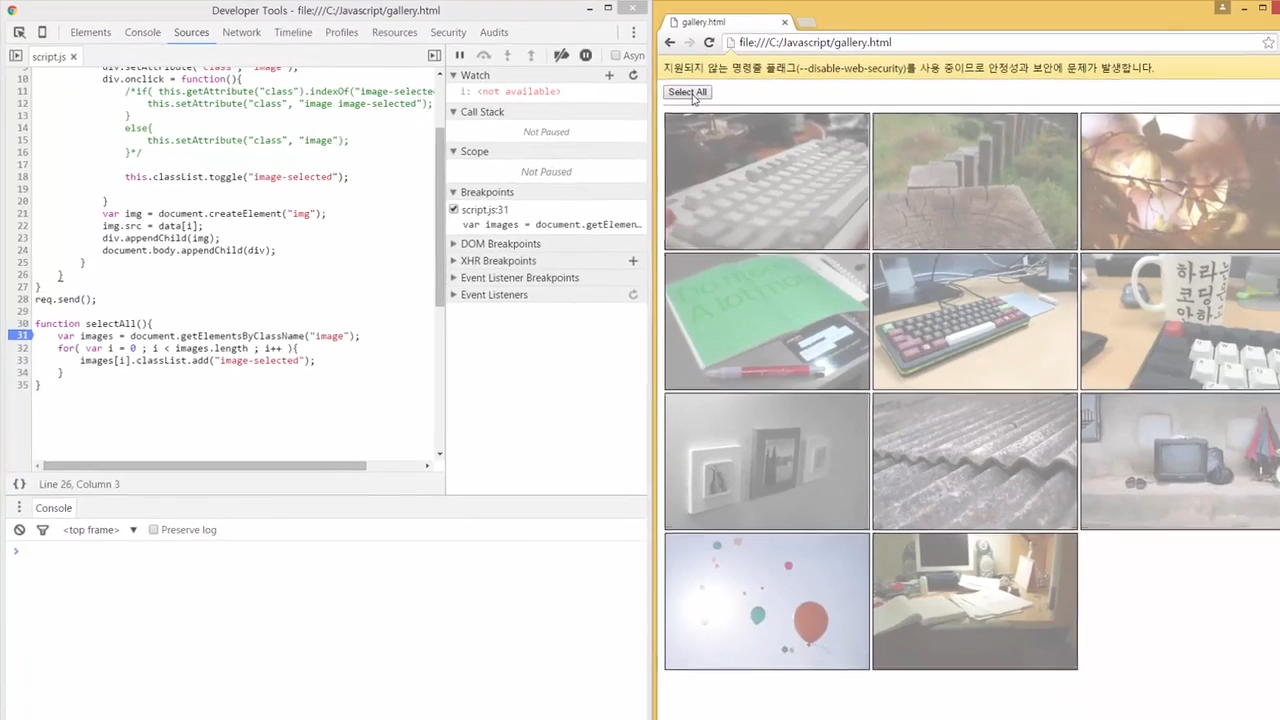 Developer Tools - file:///C:/Javascript/gallery.html
Elements Console Sources Network Timeline Profiles Resources Security Audits
script.js ×
Asyn
10 div.onclick = function(){
11 /*if( this.getAttribute("class").indexOf("image-selected
12 this.setAttribute("class", "image image-selected");
13 }
14 else{
15 this.setAttribute("class", "image");
16 }*/
17
18 this.classList.toggle("image-selected");
19
20 }
21 var img = document.createElement("img");
22 img.src = data[i];
23 div.appendChild(img);
24 document.body.appendChild(div);
25 }
26 }
27 }
28 req.send();
29
30 function selectAll(){
31 var images = document.getElementsByClassName("image");
32 for( var i = 0 ; i < images.length ; i++ ){
33 images[i].classList.add("image-selected");
34 }
35 }
{} Line 26, Column 3
Watch
i: <not available>
Call Stack
Not Paused
Scope
Not Paused
Breakpoints
script.js:31
var images = document.getElemen…
DOM Breakpoints
XHR Breakpoints
Event Listener Breakpoints
Event Listeners
Console
<top frame> Preserve log
gallery.html ×
file:///C:/Javascript/gallery.html
지원되지 않는 명령줄 플래그(--disable-web-security)를 사용 중이므로 안정성과 보안에 문제가 발생합니다.
Select All
하라
코딩